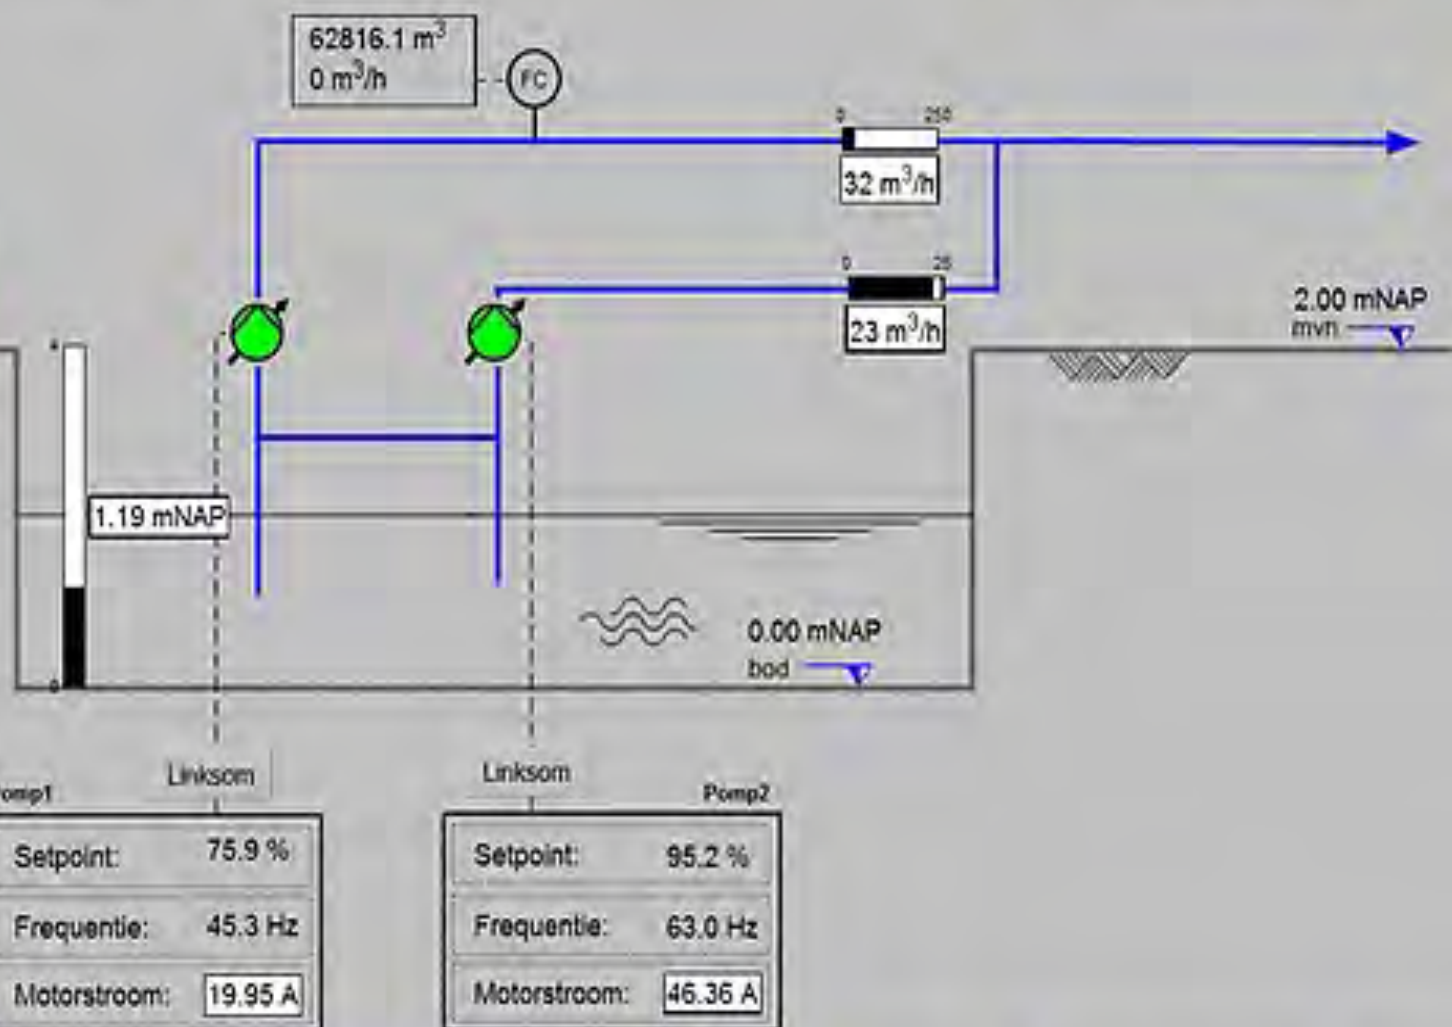 62816.1 m³
0 m³/h
FC
0 250
32 m³/h
0 25
23 m³/h
2.00 mNAP
mvn
1.19 mNAP
0.00 mNAP
bod
Linksom
Linksom
omp1
Pomp2
Setpoint: 75.9 %
Frequentie: 45.3 Hz
Motorstroom: 19.95 A
Setpoint: 95.2 %
Frequentie: 63.0 Hz
Motorstroom: 46.36 A